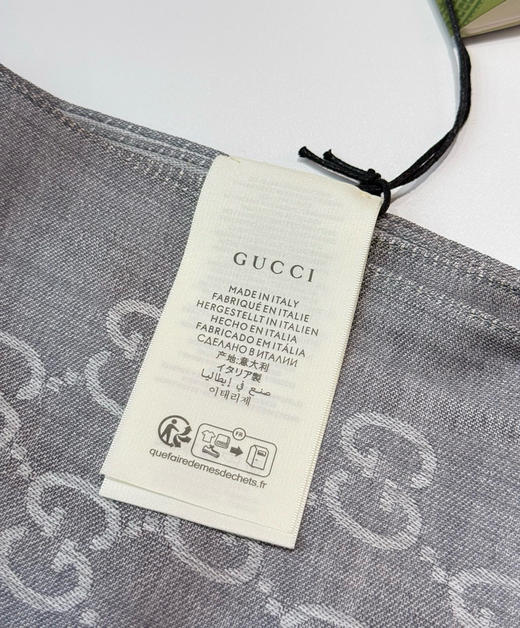 GUCCI
MADE IN ITALY
FABRIQUÉ EN ITALIE
HERGESTELLT IN ITALIEN
HECHO EN ITALIA
FABRICADO EM ITÁLIA
СДЕЛАНО В ИТАЛИИ
产地:意大利
イタリア製
صنع في إيطاليا
이태리제
FR
quefairedemesdechets.fr